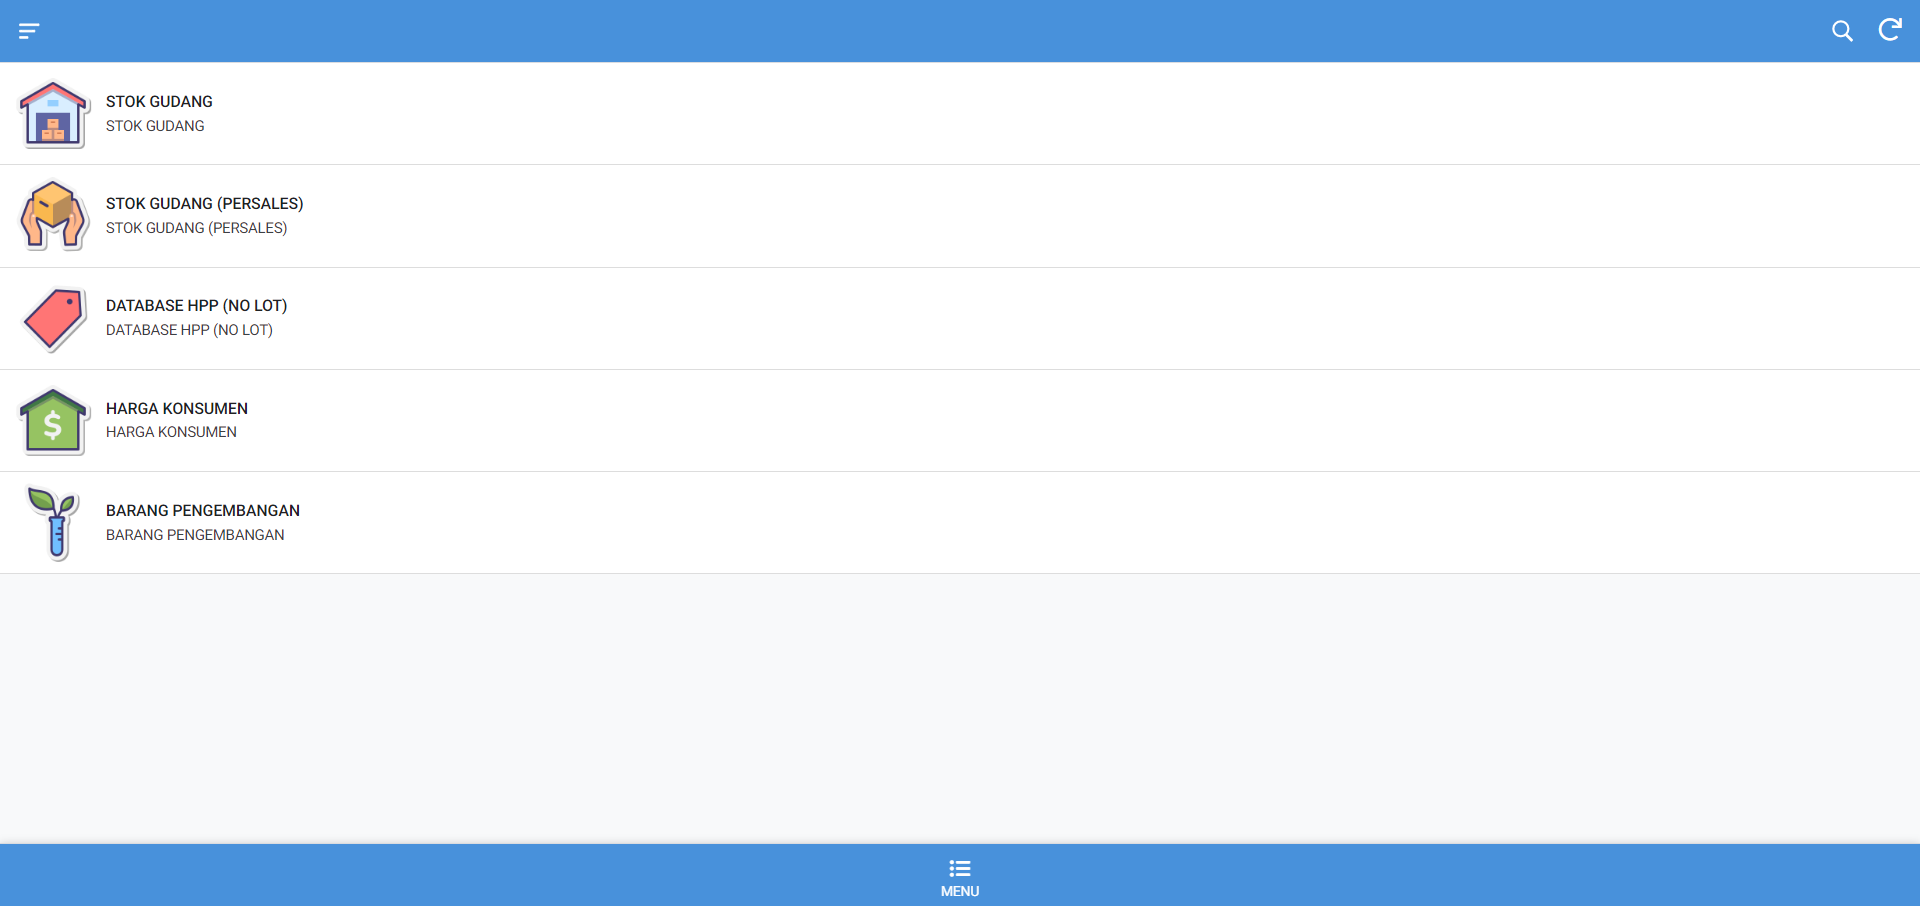 STOK GUDANG
STOK GUDANG
STOK GUDANG (PERSALES)
STOK GUDANG (PERSALES)
DATABASE HPP (NO LOT)
DATABASE HPP (NO LOT)
$
HARGA KONSUMEN
HARGA KONSUMEN
BARANG PENGEMBANGAN
BARANG PENGEMBANGAN
MENU